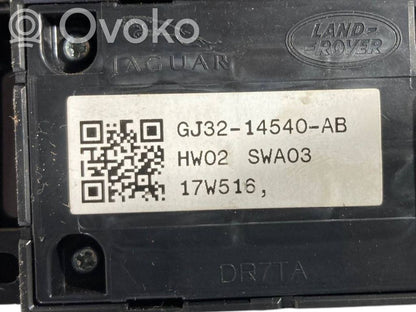 Ovoko
JAGUAR
LAND-
-ROVER
GJ32-14540-AB
HW02 SWA03
17W516,
DR7TA